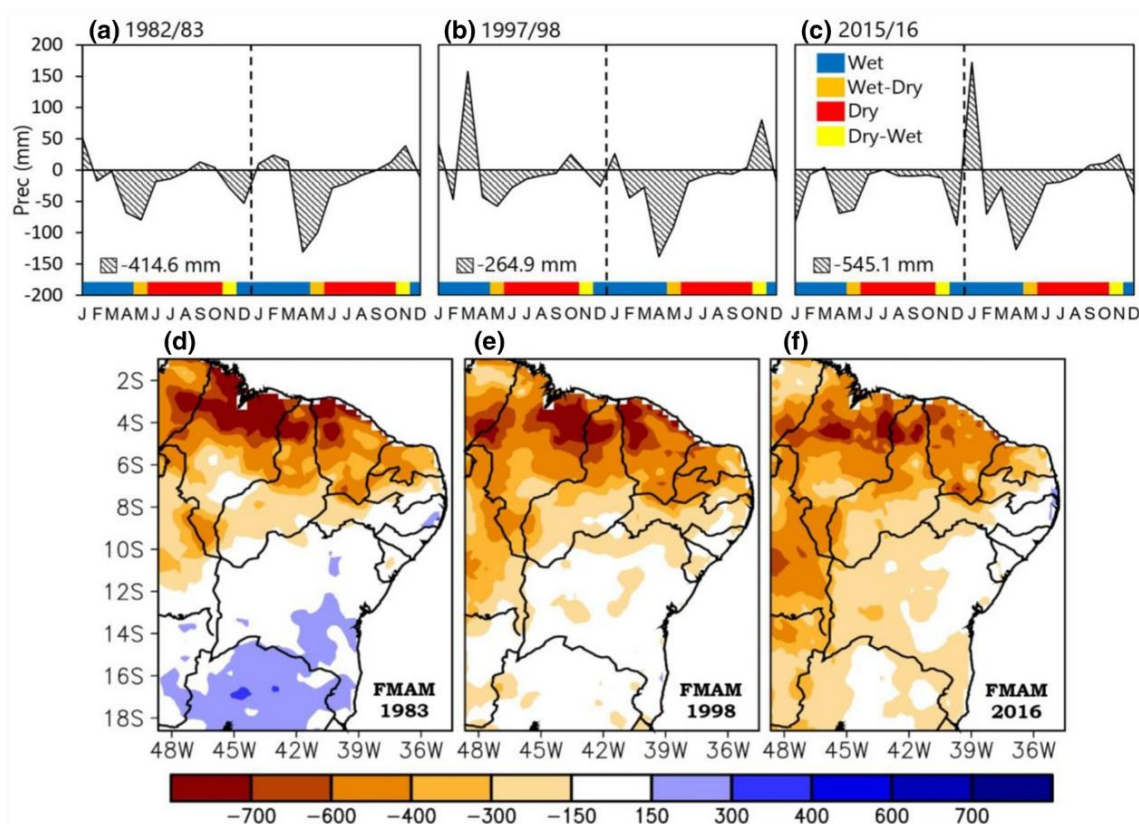 (a) 1982/83 (b) 1997/98 (c) 2015/16
200
150
100
50
0
-50
-100
-150
-200
Prec (mm)
Wet
Wet-Dry
Dry
Dry-Wet
-414.6 mm -264.9 mm -545.1 mm
J F M A M J J A S O N D J F M A M J J A S O N D J F M A M J J A S O N D J F M A M J J A S O N D J F M A M J J A S O N D J F M A M J J A S O N D
(d) (e) (f)
2S
4S
6S
8S
10S
12S
14S
16S
18S
FMAM
1983
FMAM
1998
FMAM
2016
48W 45W 42W 39W 36W 48W 45W 42W 39W 36W 48W 45W 42W 39W 36W
−700 −600 −400 −300 −150 150 300 400 600 700